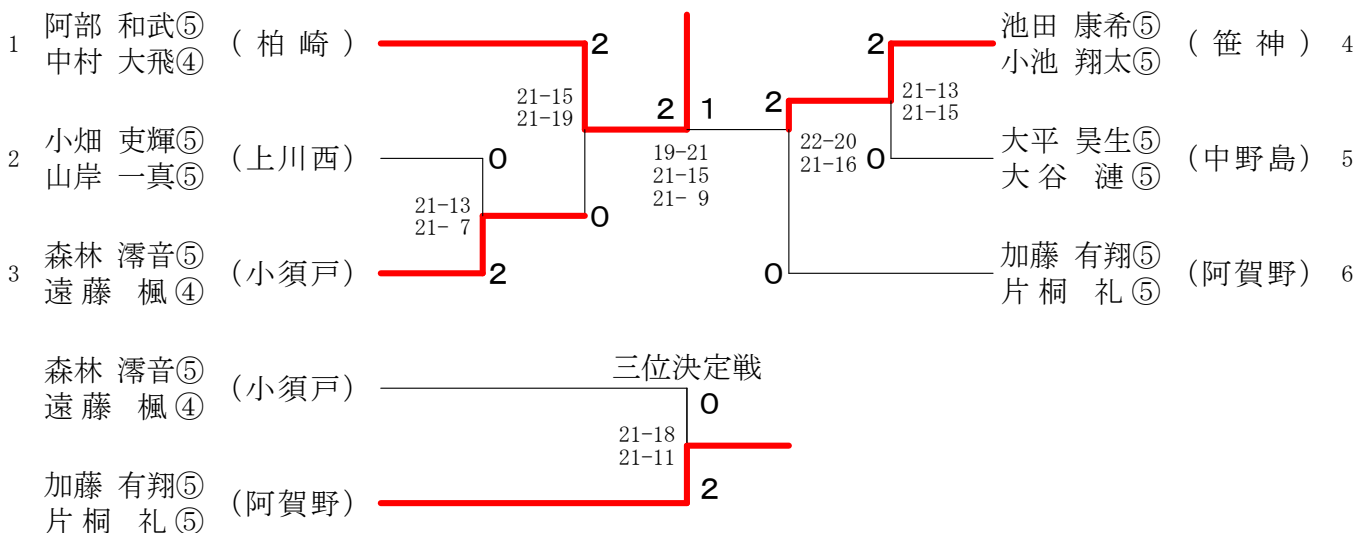 1 阿部 和武⑤ 中村 大飛④ (柏崎)
2 小畑 吏輝⑤ 山岸 一真⑤ (上川西)
3 森林 澪音⑤ 遠藤 楓④ (小須戸)
21-15
21-19
2
0
21-13
21- 7
0
2
2 1
19-21
21-15
21- 9
池田 康希⑤ 小池 翔太⑤ (笹神) 4
大平 昊生⑤ 大谷 漣⑤ (中野島) 5
加藤 有翔⑤ 片桐 礼⑤ (阿賀野) 6
2
21-13
21-15
0
2
22-20
21-16
0
三位決定戦
森林 澪音⑤ 遠藤 楓④ (小須戸)
加藤 有翔⑤ 片桐 礼⑤ (阿賀野)
0
21-18
21-11
2